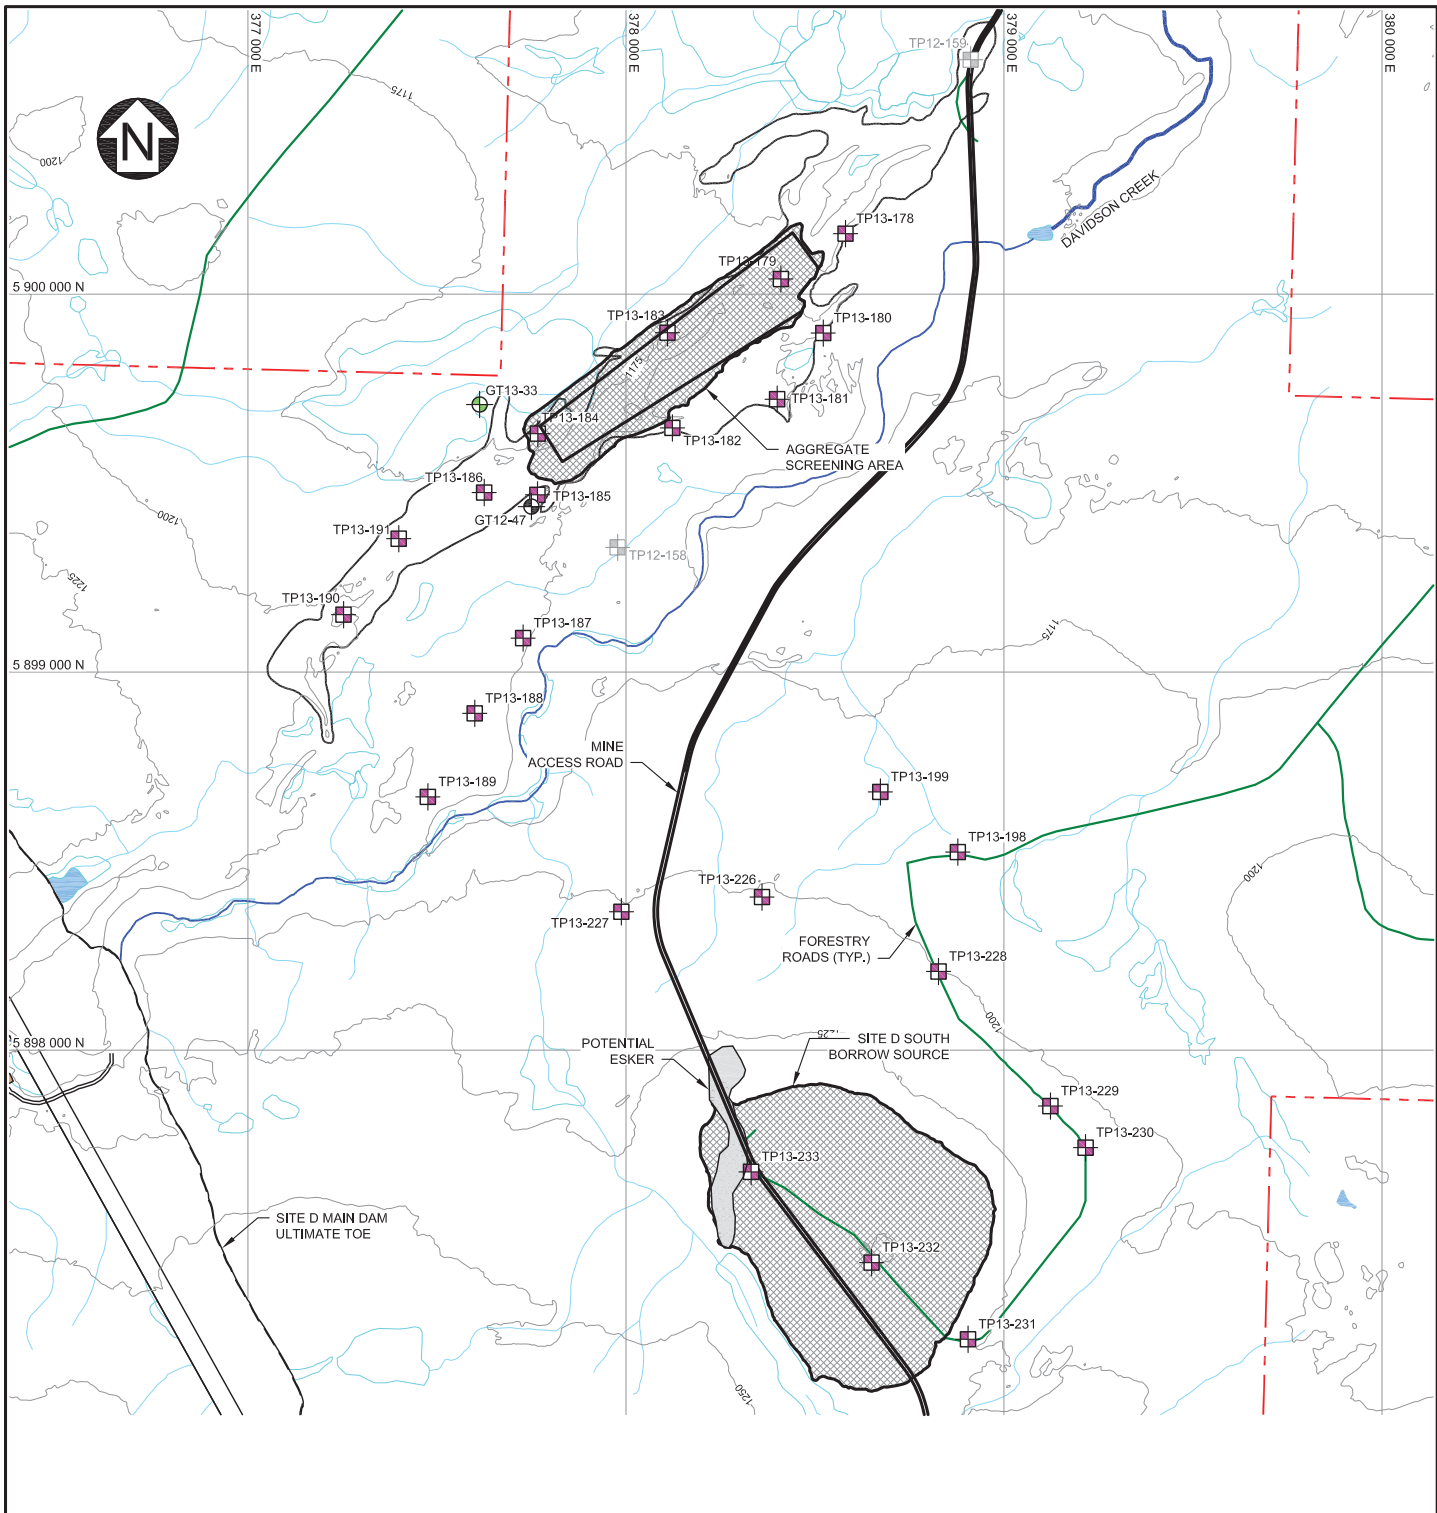 377 000 E
378 000 E
379 000 E
380 000 E
TP12-159
1175
N
1200
DAVIDSON CREEK
TP13-178
TP13-179
5 900 000 N
TP13-183
TP13-180
1175
GT13-33
TP13-181
TP13-184
TP13-182
AGGREGATE
SCREENING AREA
TP13-186
TP13-185
1200
GT12-47
TP13-191
TP12-158
1225
TP13-190
TP13-187
1175
5 899 000 N
TP13-188
MINE
ACCESS ROAD
TP13-199
TP13-189
TP13-198
1200
TP13-226
TP13-227
FORESTRY
ROADS (TYP.)
TP13-228
1200
1225
5 898 000 N
POTENTIAL
ESKER
SITE D SOUTH
BORROW SOURCE
TP13-229
TP13-230
TP13-233
SITE D MAIN DAM
ULTIMATE TOE
TP13-232
TP13-231
1250